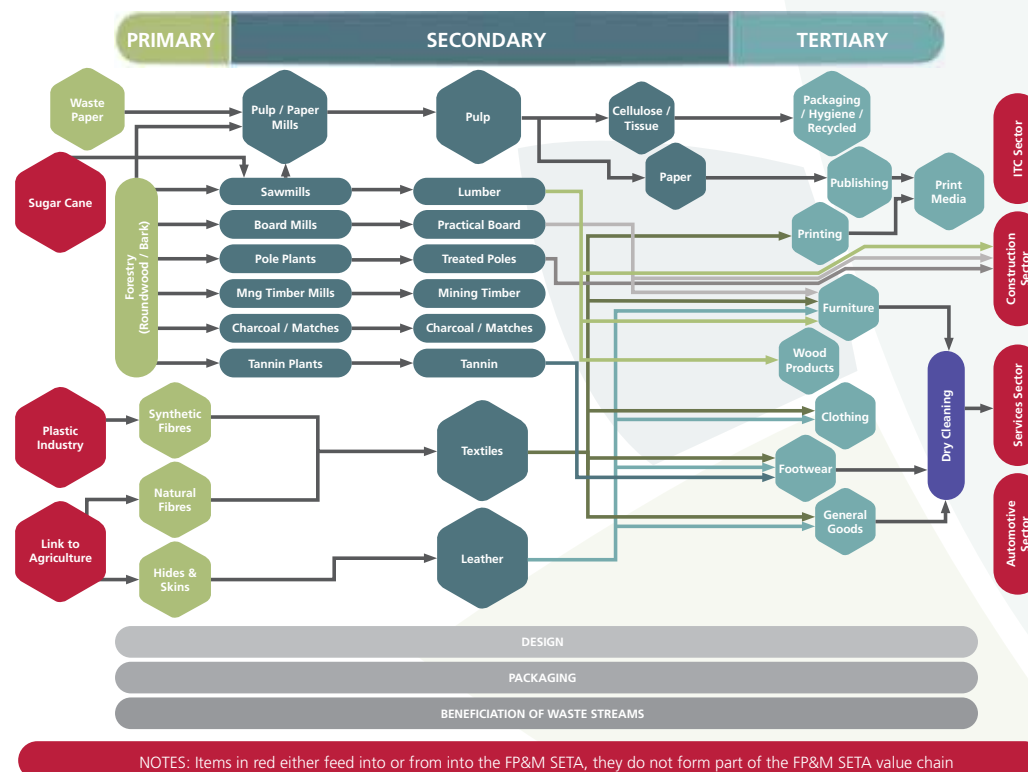 PRIMARY
SECONDARY
TERTIARY
Waste
Paper
Pulp / Paper
Mills
Pulp
Cellulose /
Tissue
Packaging
/ Hygiene /
Recycled
ITC Sector
Sugar Cane
Paper
Publishing
Print
Media
Forestry
(Roundwood / Bark)
Sawmills
Lumber
Board Mills
Practical Board
Printing
Pole Plants
Treated Poles
Construction
Sector
Mng Timber Mills
Mining Timber
Furniture
Charcoal / Matches
Charcoal / Matches
Tannin Plants
Tannin
Wood
Products
Synthetic
Fibres
Plastic
Industry
Textiles
Clothing
Dry Cleaning
Services Sector
Natural
Fibres
Footwear
Link to
Agriculture
General
Goods
Automotive
Sector
Hides &
Skins
Leather
DESIGN
PACKAGING
BENEFICIATION OF WASTE STREAMS
NOTES: Items in red either feed into or from into the FP&M SETA, they do not form part of the FP&M SETA value chain